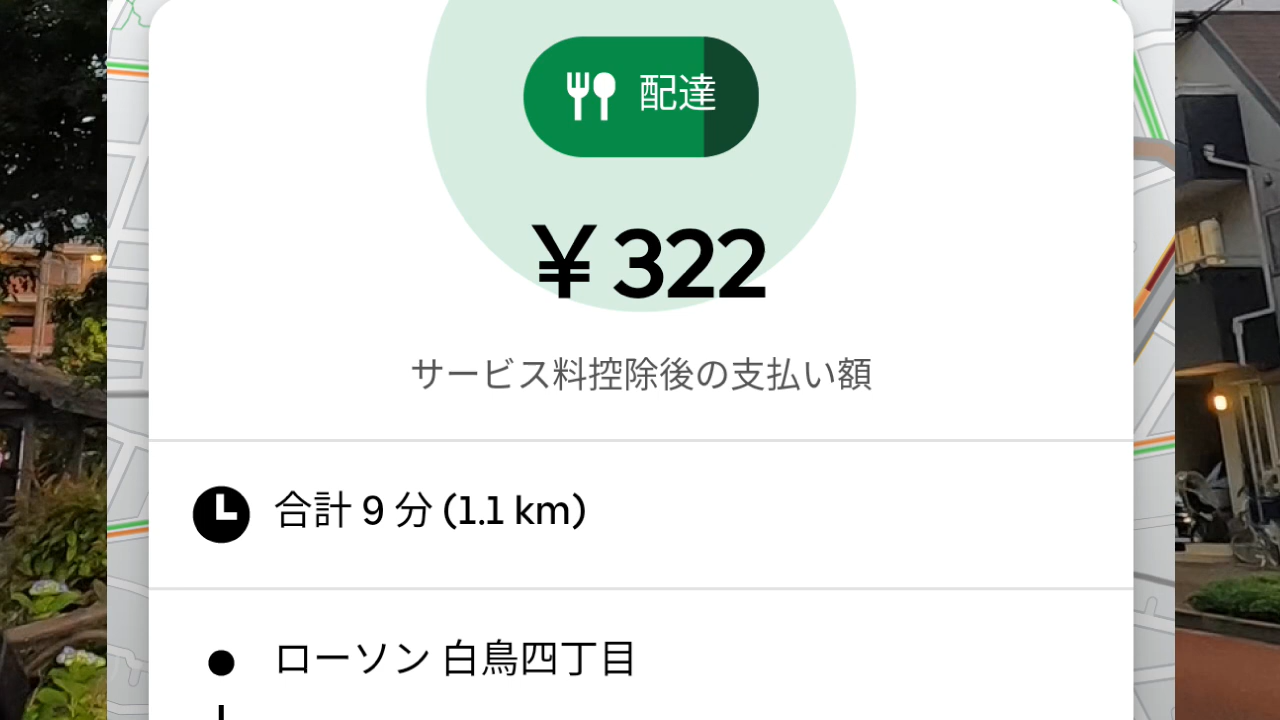 配達
￥322
サービス料控除後の支払い額
合計 9 分 (1.1 km)
ローソン 白鳥四丁目